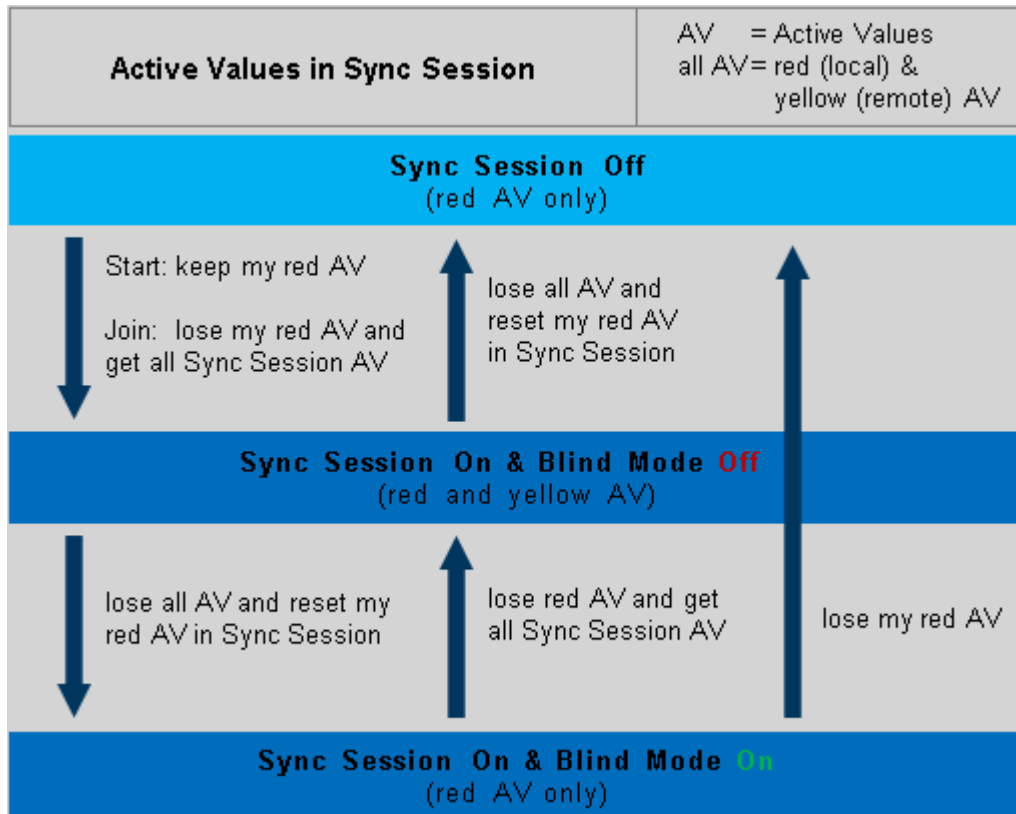 Active Values in Sync Session
AV = Active Values
all AV= red (local) &
yellow (remote) AV
Sync Session Off
(red AV only)
Start: keep my red AV
Join: lose my red AV and
get all Sync Session AV
lose all AV and
reset my red AV
in Sync Session
Sync Session On & Blind Mode Off
(red and yellow AV)
lose all AV and reset my
red AV in Sync Session
lose red AV and get
all Sync Session AV
lose my red AV
Sync Session On & Blind Mode On
(red AV only)